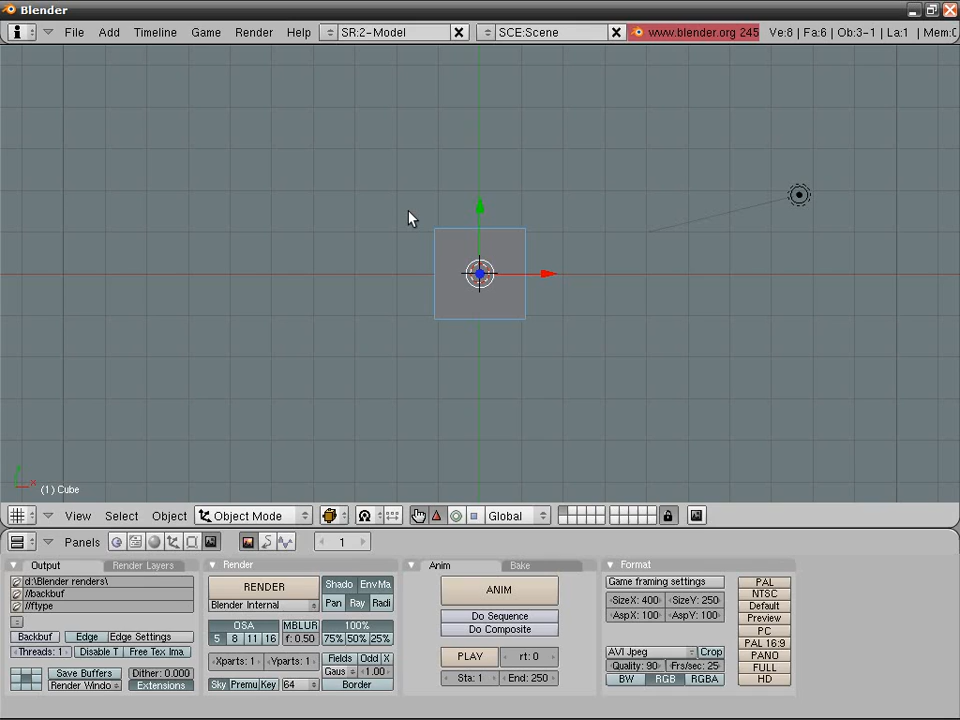 Blender
File Add Timeline Game Render Help SR:2-Model SCE:Scene www.blender.org 245 Ve:8 | Fa:6 | Ob:3-1 | La:1 | Mem:0
(1) Cube
View Select Object Object Mode Global
Panels 1
Output Render Layers Render Anim Bake Format
d:\Blender renders\
//backbuf
//ftype
Backbuf Edge Edge Settings
Threads: 1 Disable T Free Tex Ima
Save Buffers Dither: 0.000
Render Windo Extensions
RENDER Shado EnvMa
Blender Internal Pan Ray Radi
OSA MBLUR 100%
5 8 11 16 f: 0.50 75% 50% 25%
Xparts: 1 Yparts: 1 Fields Odd X
Gaus 1.00
Sky Premu Key 64 Border
ANIM
Do Sequence
Do Composite
PLAY rt: 0
Sta: 1 End: 250
Game framing settings
SizeX: 400 SizeY: 250
AspX: 100 AspY: 100
AVI Jpeg Crop
Quality: 90 Frs/sec: 25
BW RGB RGBA
PAL
NTSC
Default
Preview
PC
PAL 16:9
PANO
FULL
HD